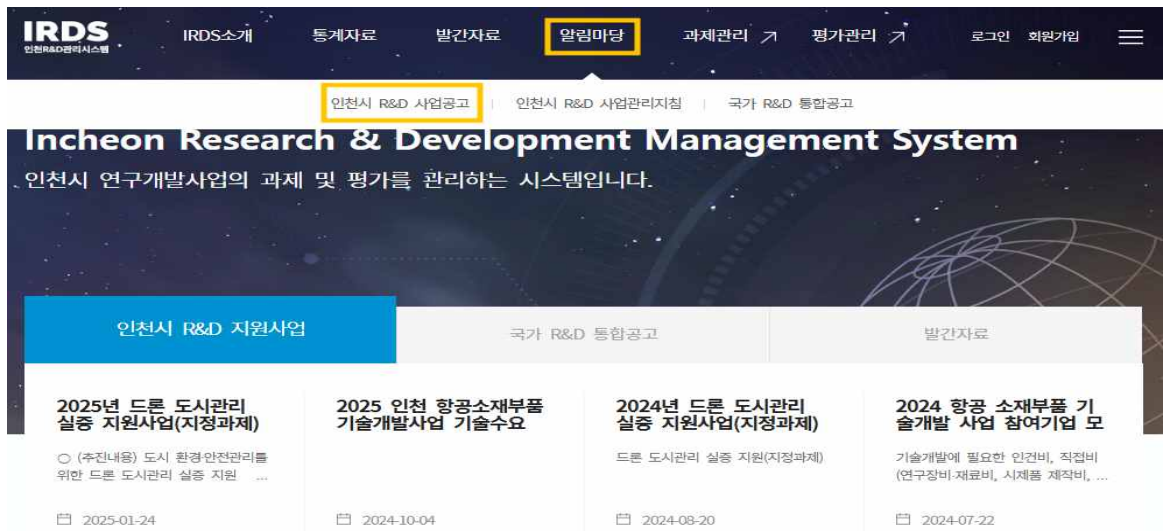 IRDS
인천R&D관리시스템
IRDS소개 통계자료 발간자료 알림마당 과제관리 평가관리 로그인 회원가입
인천시 R&D 사업공고 인천시 R&D 사업관리지침 국가 R&D 통합공고
Incheon Research & Development Management System
인천시 연구개발사업의 과제 및 평가를 관리하는 시스템입니다.
인천시 R&D 지원사업 국가 R&D 통합공고 발간자료
2025년 드론 도시관리
실증 지원사업(지정과제)
○ (추진내용) 도시 환경·안전관리를
위한 드론 도시관리 실증 지원 ...
2025-01-24
2025 인천 항공소재부품
기술개발사업 기술수요
2024-10-04
2024년 드론 도시관리
실증 지원사업(지정과제)
드론 도시관리 실증 지원(지정과제)
2024-08-20
2024 항공 소재부품 기
술개발 사업 참여기업 모
기술개발에 필요한 인건비, 직접비
(연구장비·재료비, 시제품 제작비, ...
2024-07-22